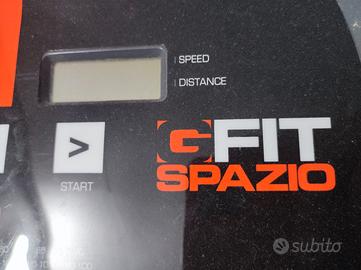 SPEED
DISTANCE
GFIT
SPAZIO
>
START
subito